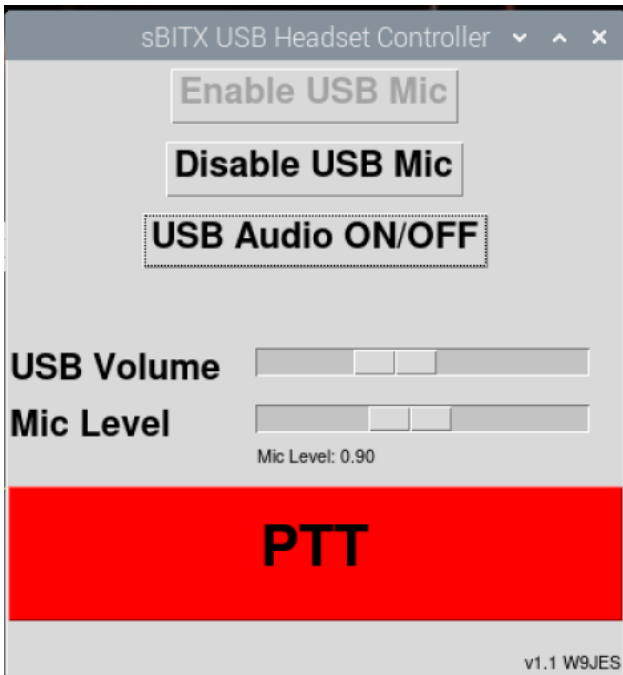 sBITX USB Headset Controller
Enable USB Mic
Disable USB Mic
USB Audio ON/OFF
USB Volume
Mic Level
Mic Level: 0.90
PTT
v1.1 W9JES